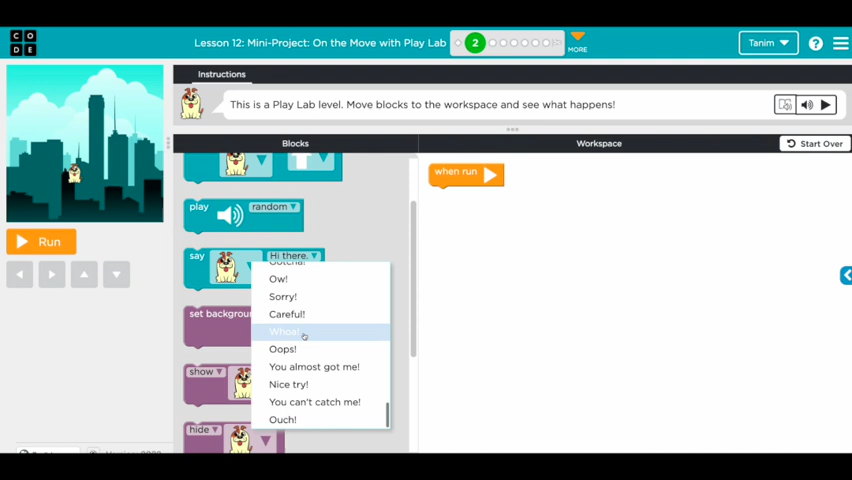 C O
D E
Lesson 12: Mini-Project: On the Move with Play Lab
2
MORE
Tanim
?
Instructions
This is a Play Lab level. Move blocks to the workspace and see what happens!
Blocks
Workspace
Start Over
when run
play
random
say
Hi there.
Gotcha!
Ow!
Sorry!
Careful!
Whoa!
Oops!
You almost got me!
Nice try!
You can't catch me!
Ouch!
set backgroun
show
hide
Run